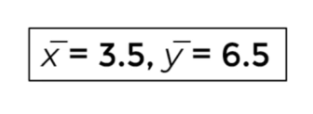 x̅ = 3.5, y̅ = 6.5